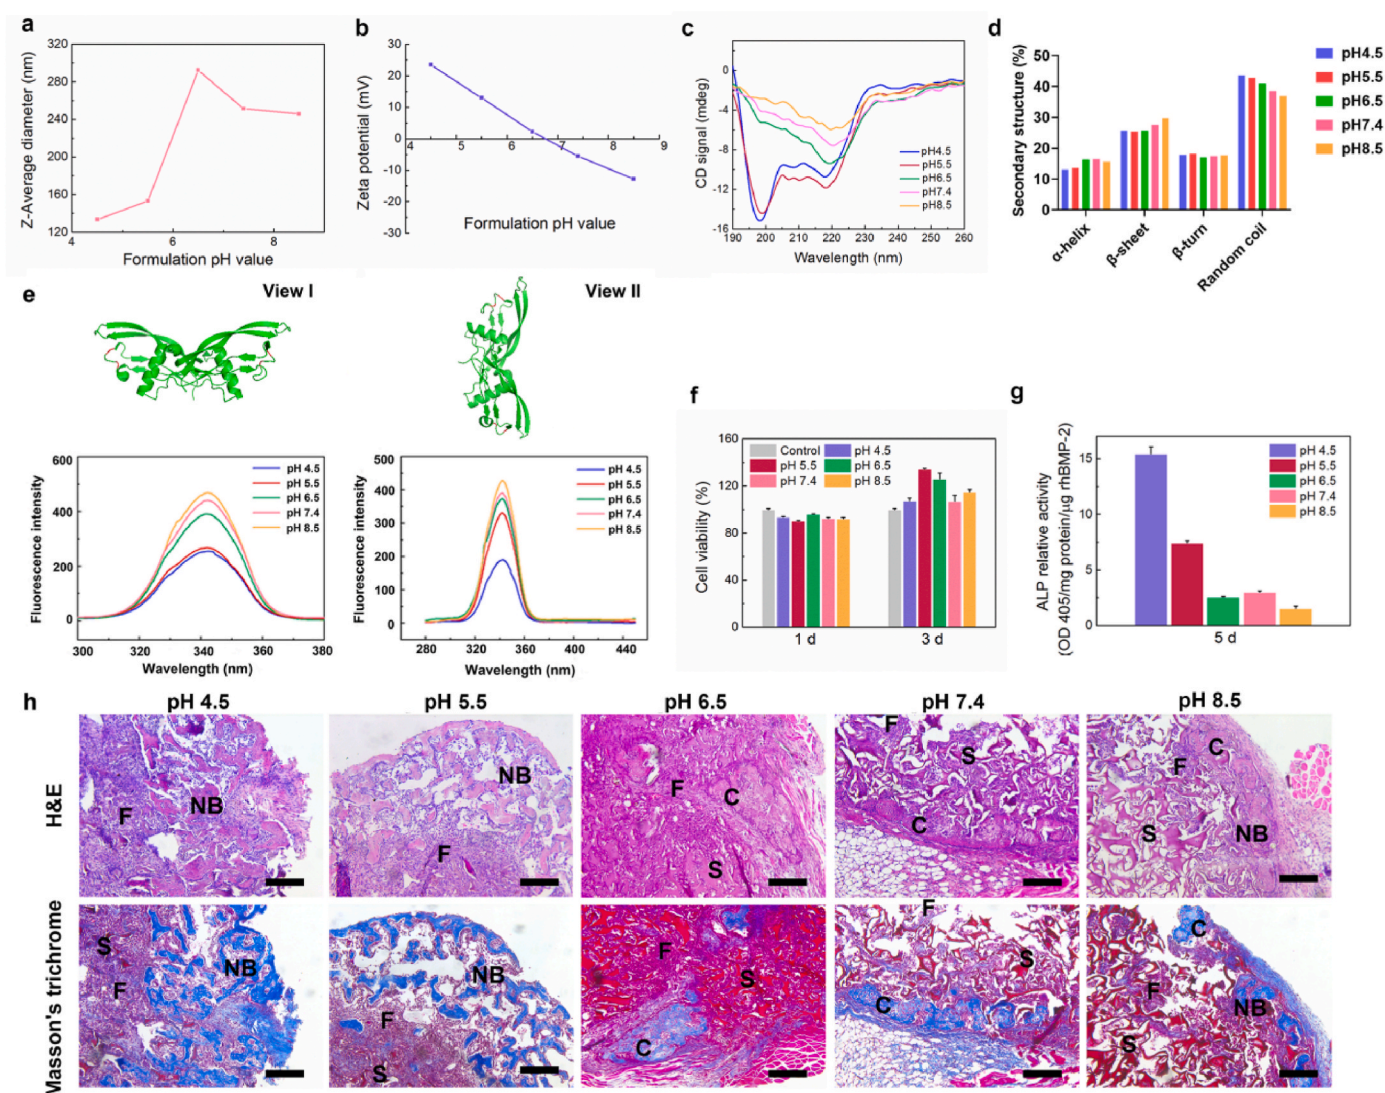 a
320
280
240
200
160
120
4
6
8
Z-Average diameter (nm)
Formulation pH value
b
30
20
10
0
-10
-20
-30
4
5
6
7
8
9
Zeta potential (mV)
Formulation pH value
c
0
-4
-8
-12
-16
190
200
210
220
230
240
250
260
CD signal (mdeg)
Wavelength (nm)
pH4.5
pH5.5
pH6.5
pH7.4
pH8.5
d
50
40
30
20
10
0
Secondary structure (%)
α-helix
β-sheet
β-turn
Random coil
pH4.5
pH5.5
pH6.5
pH7.4
pH8.5
e
View I
View II
600
400
200
0
300
320
340
360
380
Fluorescence intensity
Wavelength (nm)
pH 4.5
pH 5.5
pH 6.5
pH 7.4
pH 8.5
500
400
300
200
100
0
280
320
360
400
440
Fluorescence intensity
Wavelength (nm)
pH 4.5
pH 5.5
pH 6.5
pH 7.4
pH 8.5
f
160
120
80
40
0
Cell viability (%)
Control
pH 4.5
pH 5.5
pH 6.5
pH 7.4
pH 8.5
1 d
3 d
g
15
10
5
0
ALP relative activity
(OD 405/mg protein/μg rhBMP-2)
5 d
pH 4.5
pH 5.5
pH 6.5
pH 7.4
pH 8.5
h
pH 4.5
pH 5.5
pH 6.5
pH 7.4
pH 8.5
H&E
F
NB
NB
F
F
C
S
F
S
C
C
F
S
NB
Masson's trichrome
S
NB
F
NB
F
S
F
S
C
F
S
C
C
F
NB
S